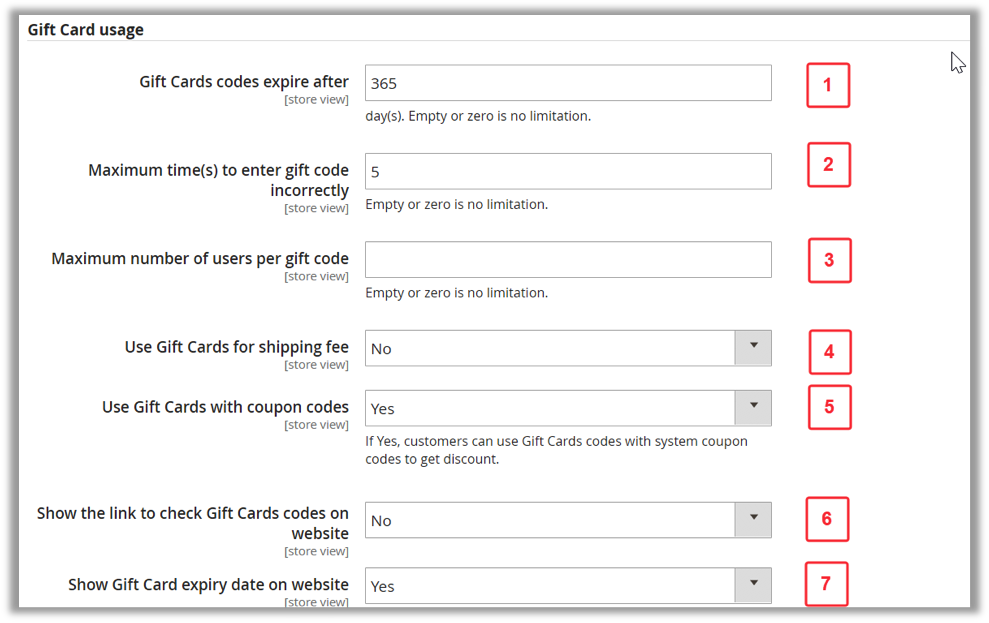 Gift Card usage
Gift Cards codes expire after
365
1
[store view]
day(s). Empty or zero is no limitation.
Maximum time(s) to enter gift code
incorrectly
5
2
[store view]
Empty or zero is no limitation.
Maximum number of users per gift code
3
[store view]
Empty or zero is no limitation.
Use Gift Cards for shipping fee
No
4
[store view]
Use Gift Cards with coupon codes
Yes
5
[store view]
If Yes, customers can use Gift Cards codes with system coupon
codes to get discount.
Show the link to check Gift Cards codes on
website
No
6
[store view]
Show Gift Card expiry date on website
Yes
7
[store view]